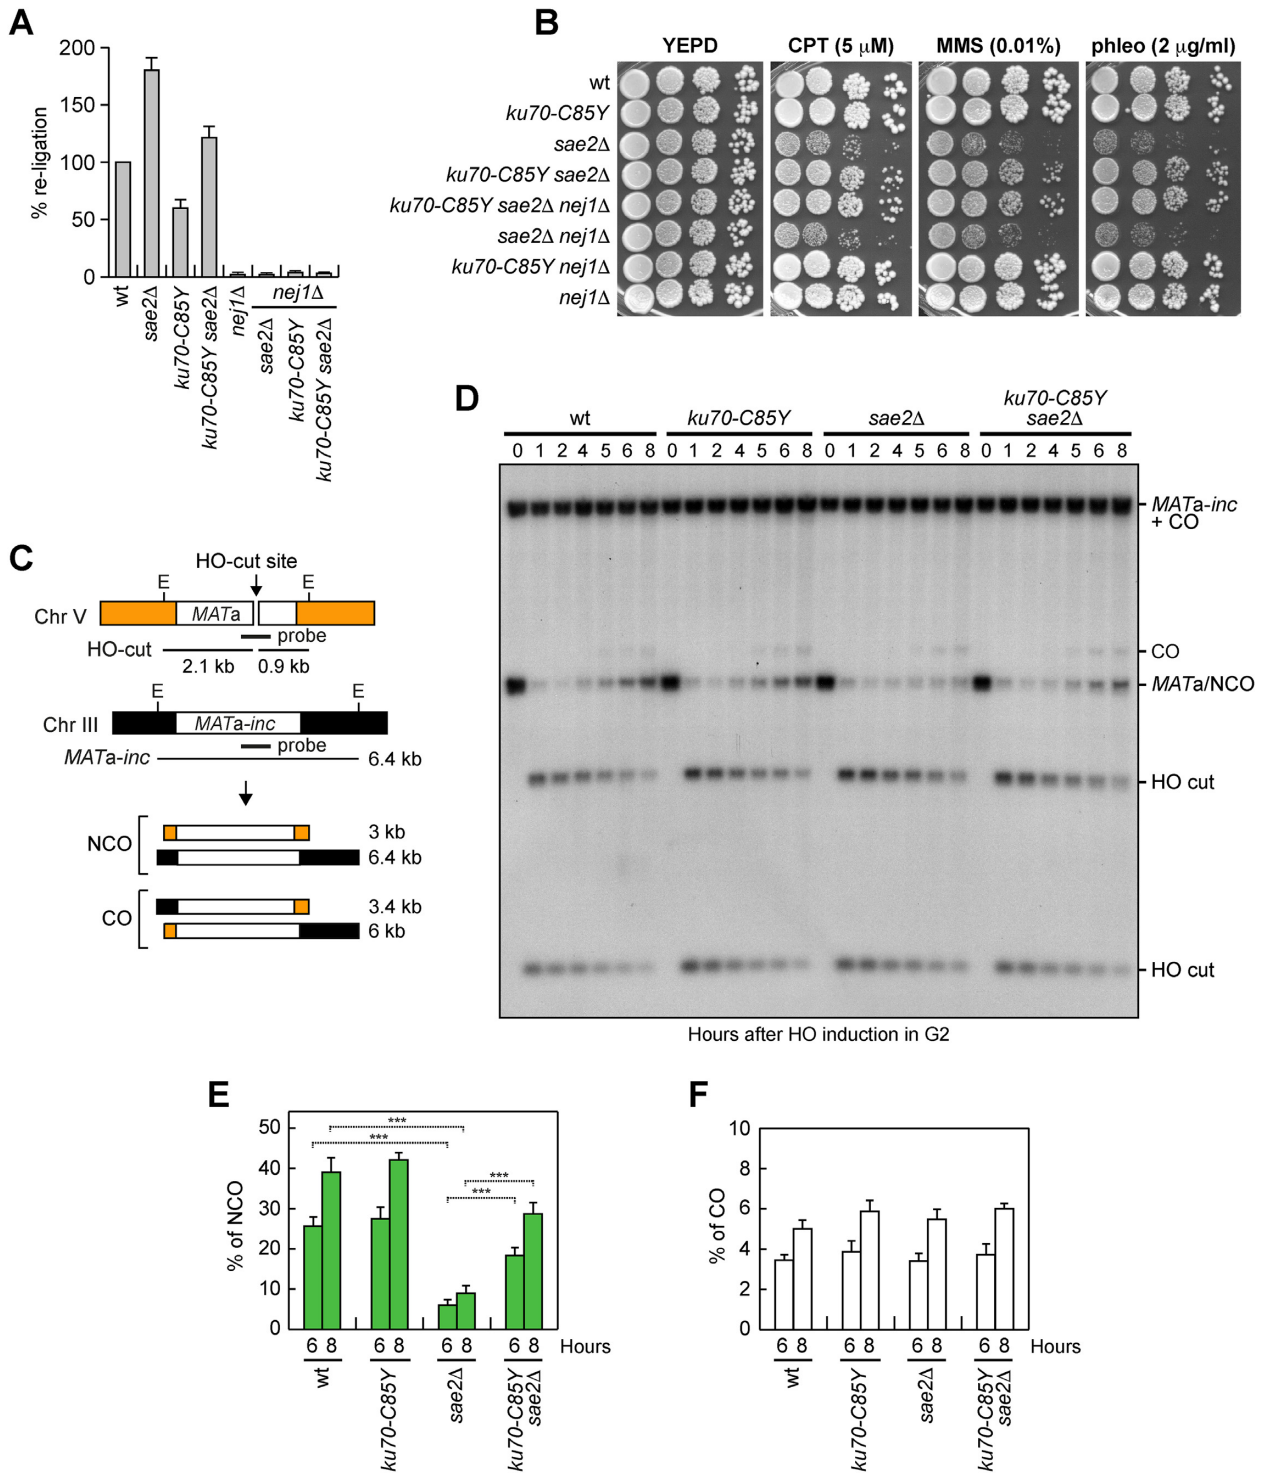 A
% re-ligation
200
150
100
50
0
wt
sae2Δ
ku70-C85Y
ku70-C85Y sae2Δ
nej1Δ
nej1Δ
sae2Δ
ku70-C85Y
ku70-C85Y sae2Δ
B
YEPD CPT (5 μM) MMS (0.01%) phleo (2 μg/ml)
wt
ku70-C85Y
sae2Δ
ku70-C85Y sae2Δ
ku70-C85Y sae2Δ nej1Δ
sae2Δ nej1Δ
ku70-C85Y nej1Δ
nej1Δ
C
HO-cut site
E E
Chr V MATa
probe
HO-cut
2.1 kb 0.9 kb
E E
Chr III MATa-inc
probe
MATa-inc 6.4 kb
NCO
3 kb
6.4 kb
CO
3.4 kb
6 kb
D
wt ku70-C85Y sae2Δ ku70-C85Y
sae2Δ
0 1 2 4 5 6 8 0 1 2 4 5 6 8 0 1 2 4 5 6 8 0 1 2 4 5 6 8
MATa-inc
+ CO
CO
MATa/NCO
HO cut
HO cut
Hours after HO induction in G2
E
% of NCO
50
40
30
20
10
0
***
***
***
***
6 8 6 8 6 8 6 8 Hours
wt
ku70-C85Y
sae2Δ
ku70-C85Y
sae2Δ
F
% of CO
10
8
6
4
2
0
6 8 6 8 6 8 6 8 Hours
wt
ku70-C85Y
sae2Δ
ku70-C85Y
sae2Δ